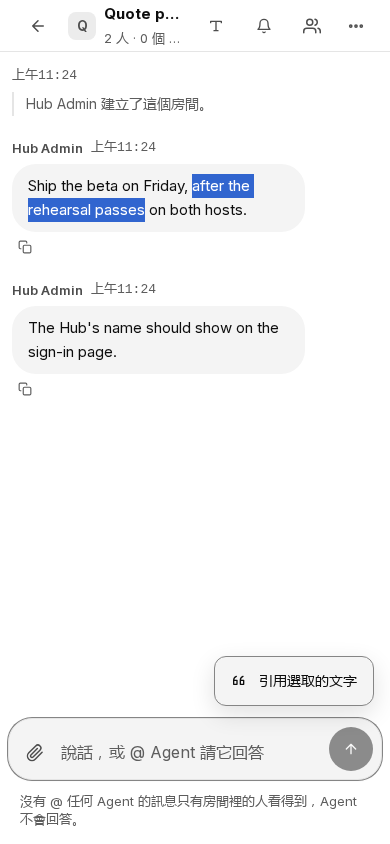 Q
Quote p...
2 人 · 0 個 ...
上午11:24
Hub Admin 建立了這個房間。
Hub Admin 上午11:24
Ship the beta on Friday, after the
rehearsal passes on both hosts.
Hub Admin 上午11:24
The Hub's name should show on the
sign-in page.
引用選取的文字
說話，或 @ Agent 請它回答
沒有 @ 任何 Agent 的訊息只有房間裡的人看得到，Agent
不會回答。